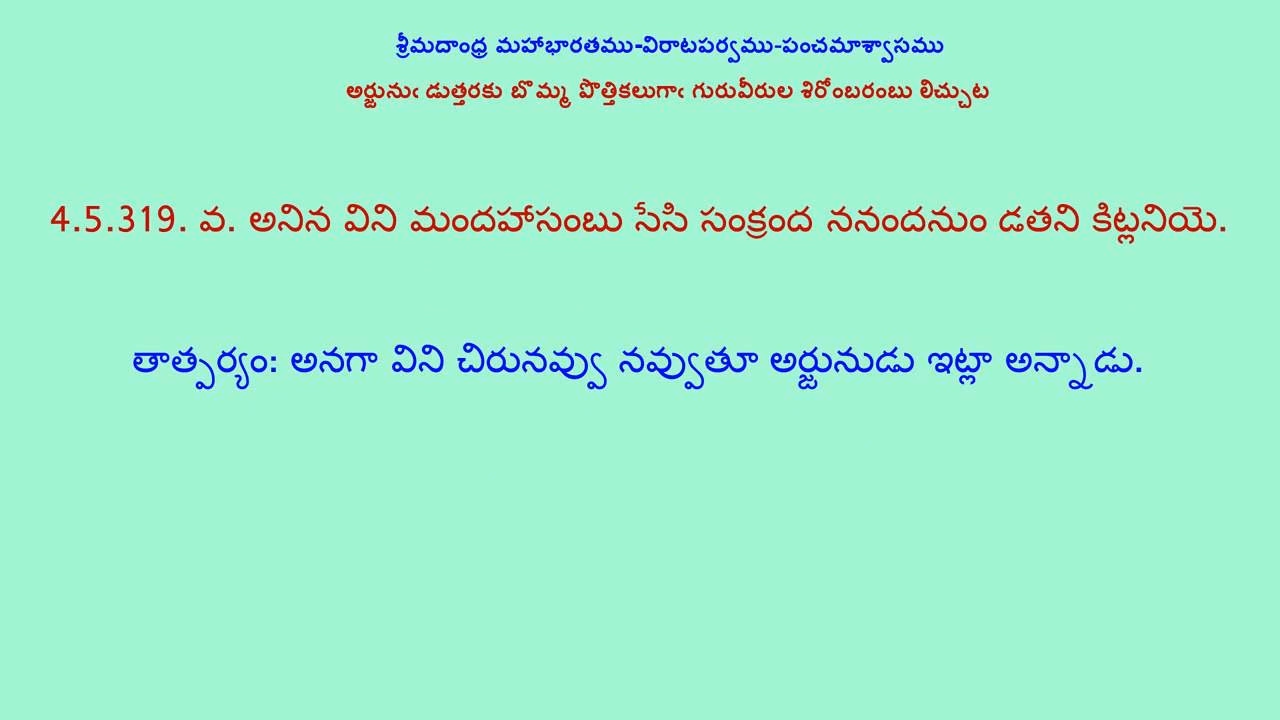 శ్రీమదాంధ్ర మహాభారతము-విరాటపర్వము-పంచమాశ్వాసము
అర్జునుఁ డుత్తరకు బొమ్మ పొత్తికలుగాఁ గురువీరుల శిరోంబరంబు లిచ్చుట
4.5.319. వ. అనిన విని మందహాసంబు సేసి సంక్రంద ననందనుం డతని కిట్లనియె.
తాత్పర్యం: అనగా విని చిరునవ్వు నవ్వుతూ అర్జునుడు ఇట్లా అన్నాడు.